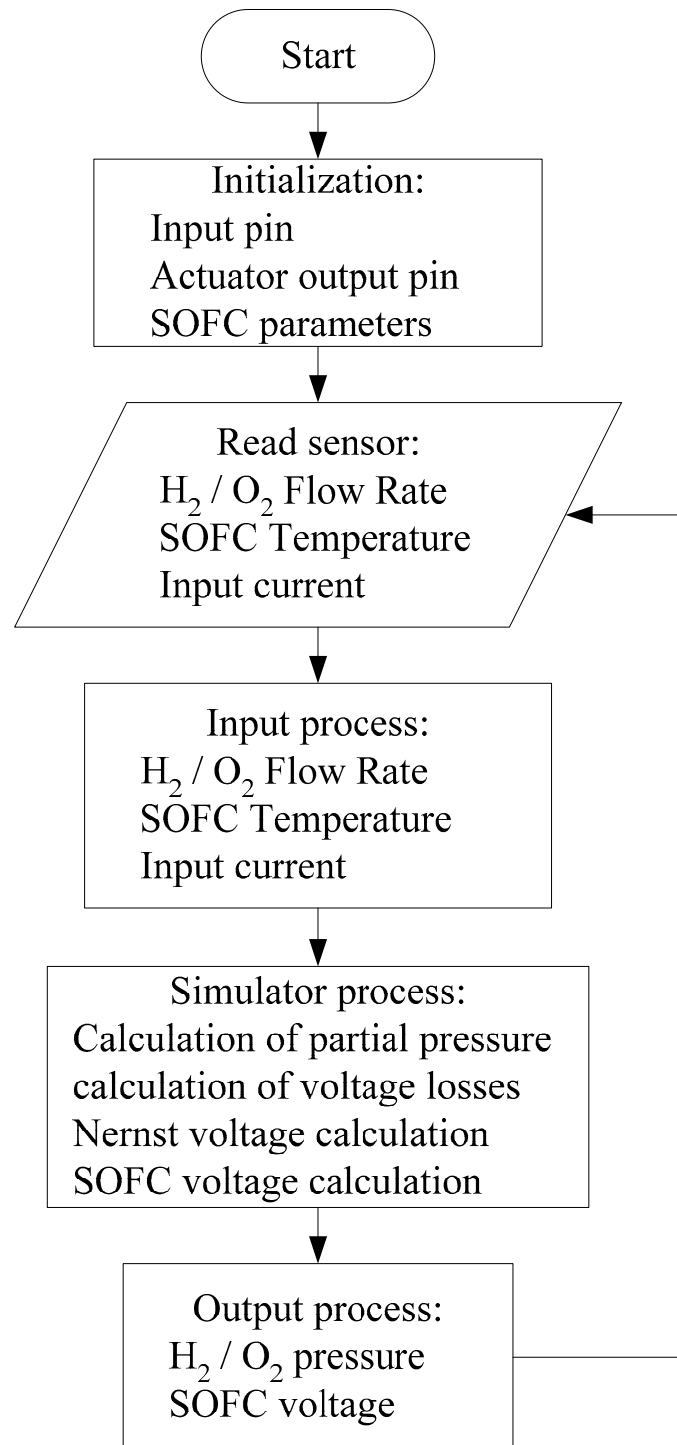 Start
Initialization:
Input pin
Actuator output pin
SOFC parameters
Read sensor:
H₂ / O₂ Flow Rate
SOFC Temperature
Input current
Input process:
H₂ / O₂ Flow Rate
SOFC Temperature
Input current
Simulator process:
Calculation of partial pressure
calculation of voltage losses
Nernst voltage calculation
SOFC voltage calculation
Output process:
H₂ / O₂ pressure
SOFC voltage